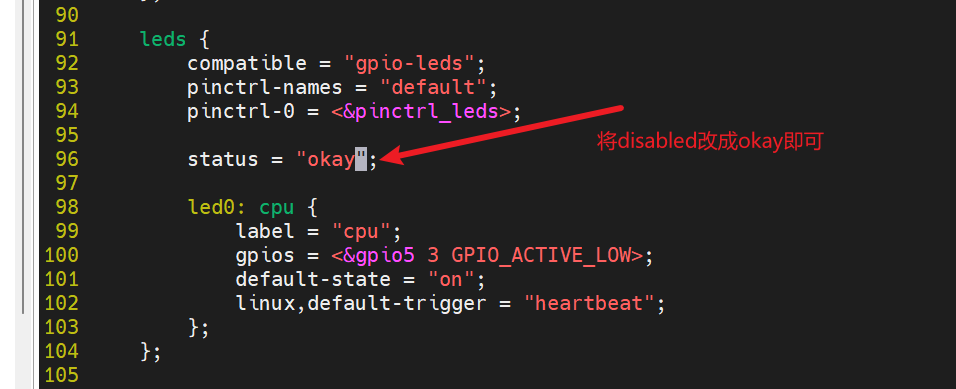 90
91 leds {
92 compatible = "gpio-leds";
93 pinctrl-names = "default";
94 pinctrl-0 = <&pinctrl_leds>;
95
96 status = "okay";
将disabled改成okay即可
97
98 led0: cpu {
99 label = "cpu";
100 gpios = <&gpio5 3 GPIO_ACTIVE_LOW>;
101 default-state = "on";
102 linux,default-trigger = "heartbeat";
103 };
104 };
105